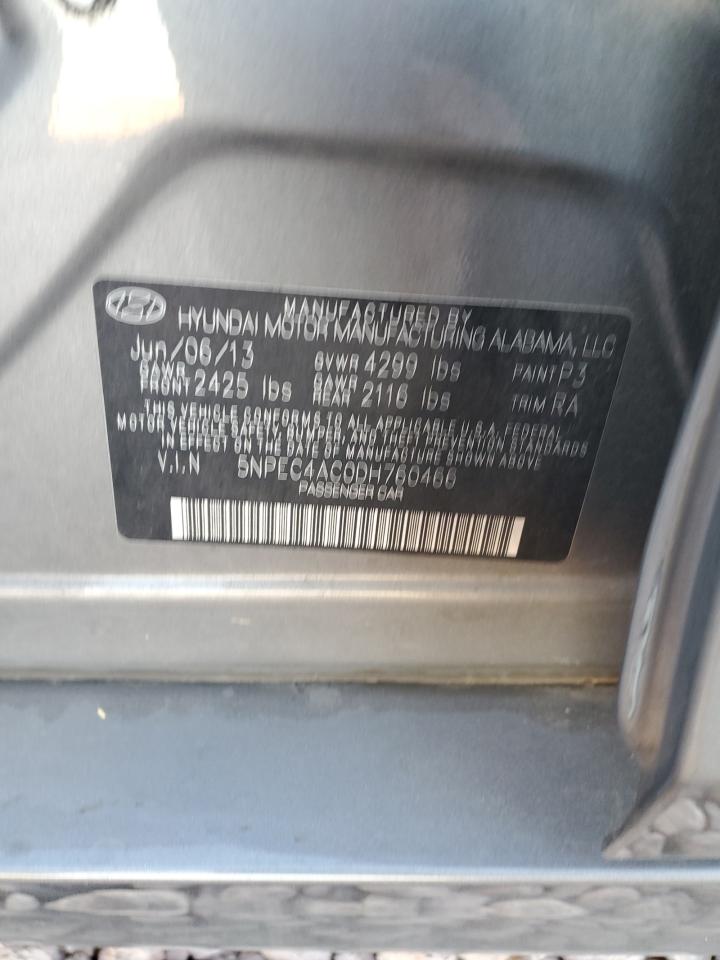 MANUFACTURED BY
HYUNDAI MOTOR MANUFACTURING ALABAMA, LLC
Jun/06/13 GVWR 4299 lbs PAINT P3
GAWR FRONT 2425 lbs GAWR REAR 2116 lbs TRIM RA
THIS VEHICLE CONFORMS TO ALL APPLICABLE U.S.A. FEDERAL
MOTOR VEHICLE SAFETY, BUMPER, AND THEFT PREVENTION STANDARDS
IN EFFECT ON THE DATE OF MANUFACTURE SHOWN ABOVE.
V.I.N 5NPEC4AC0DH760466
PASSENGER CAR